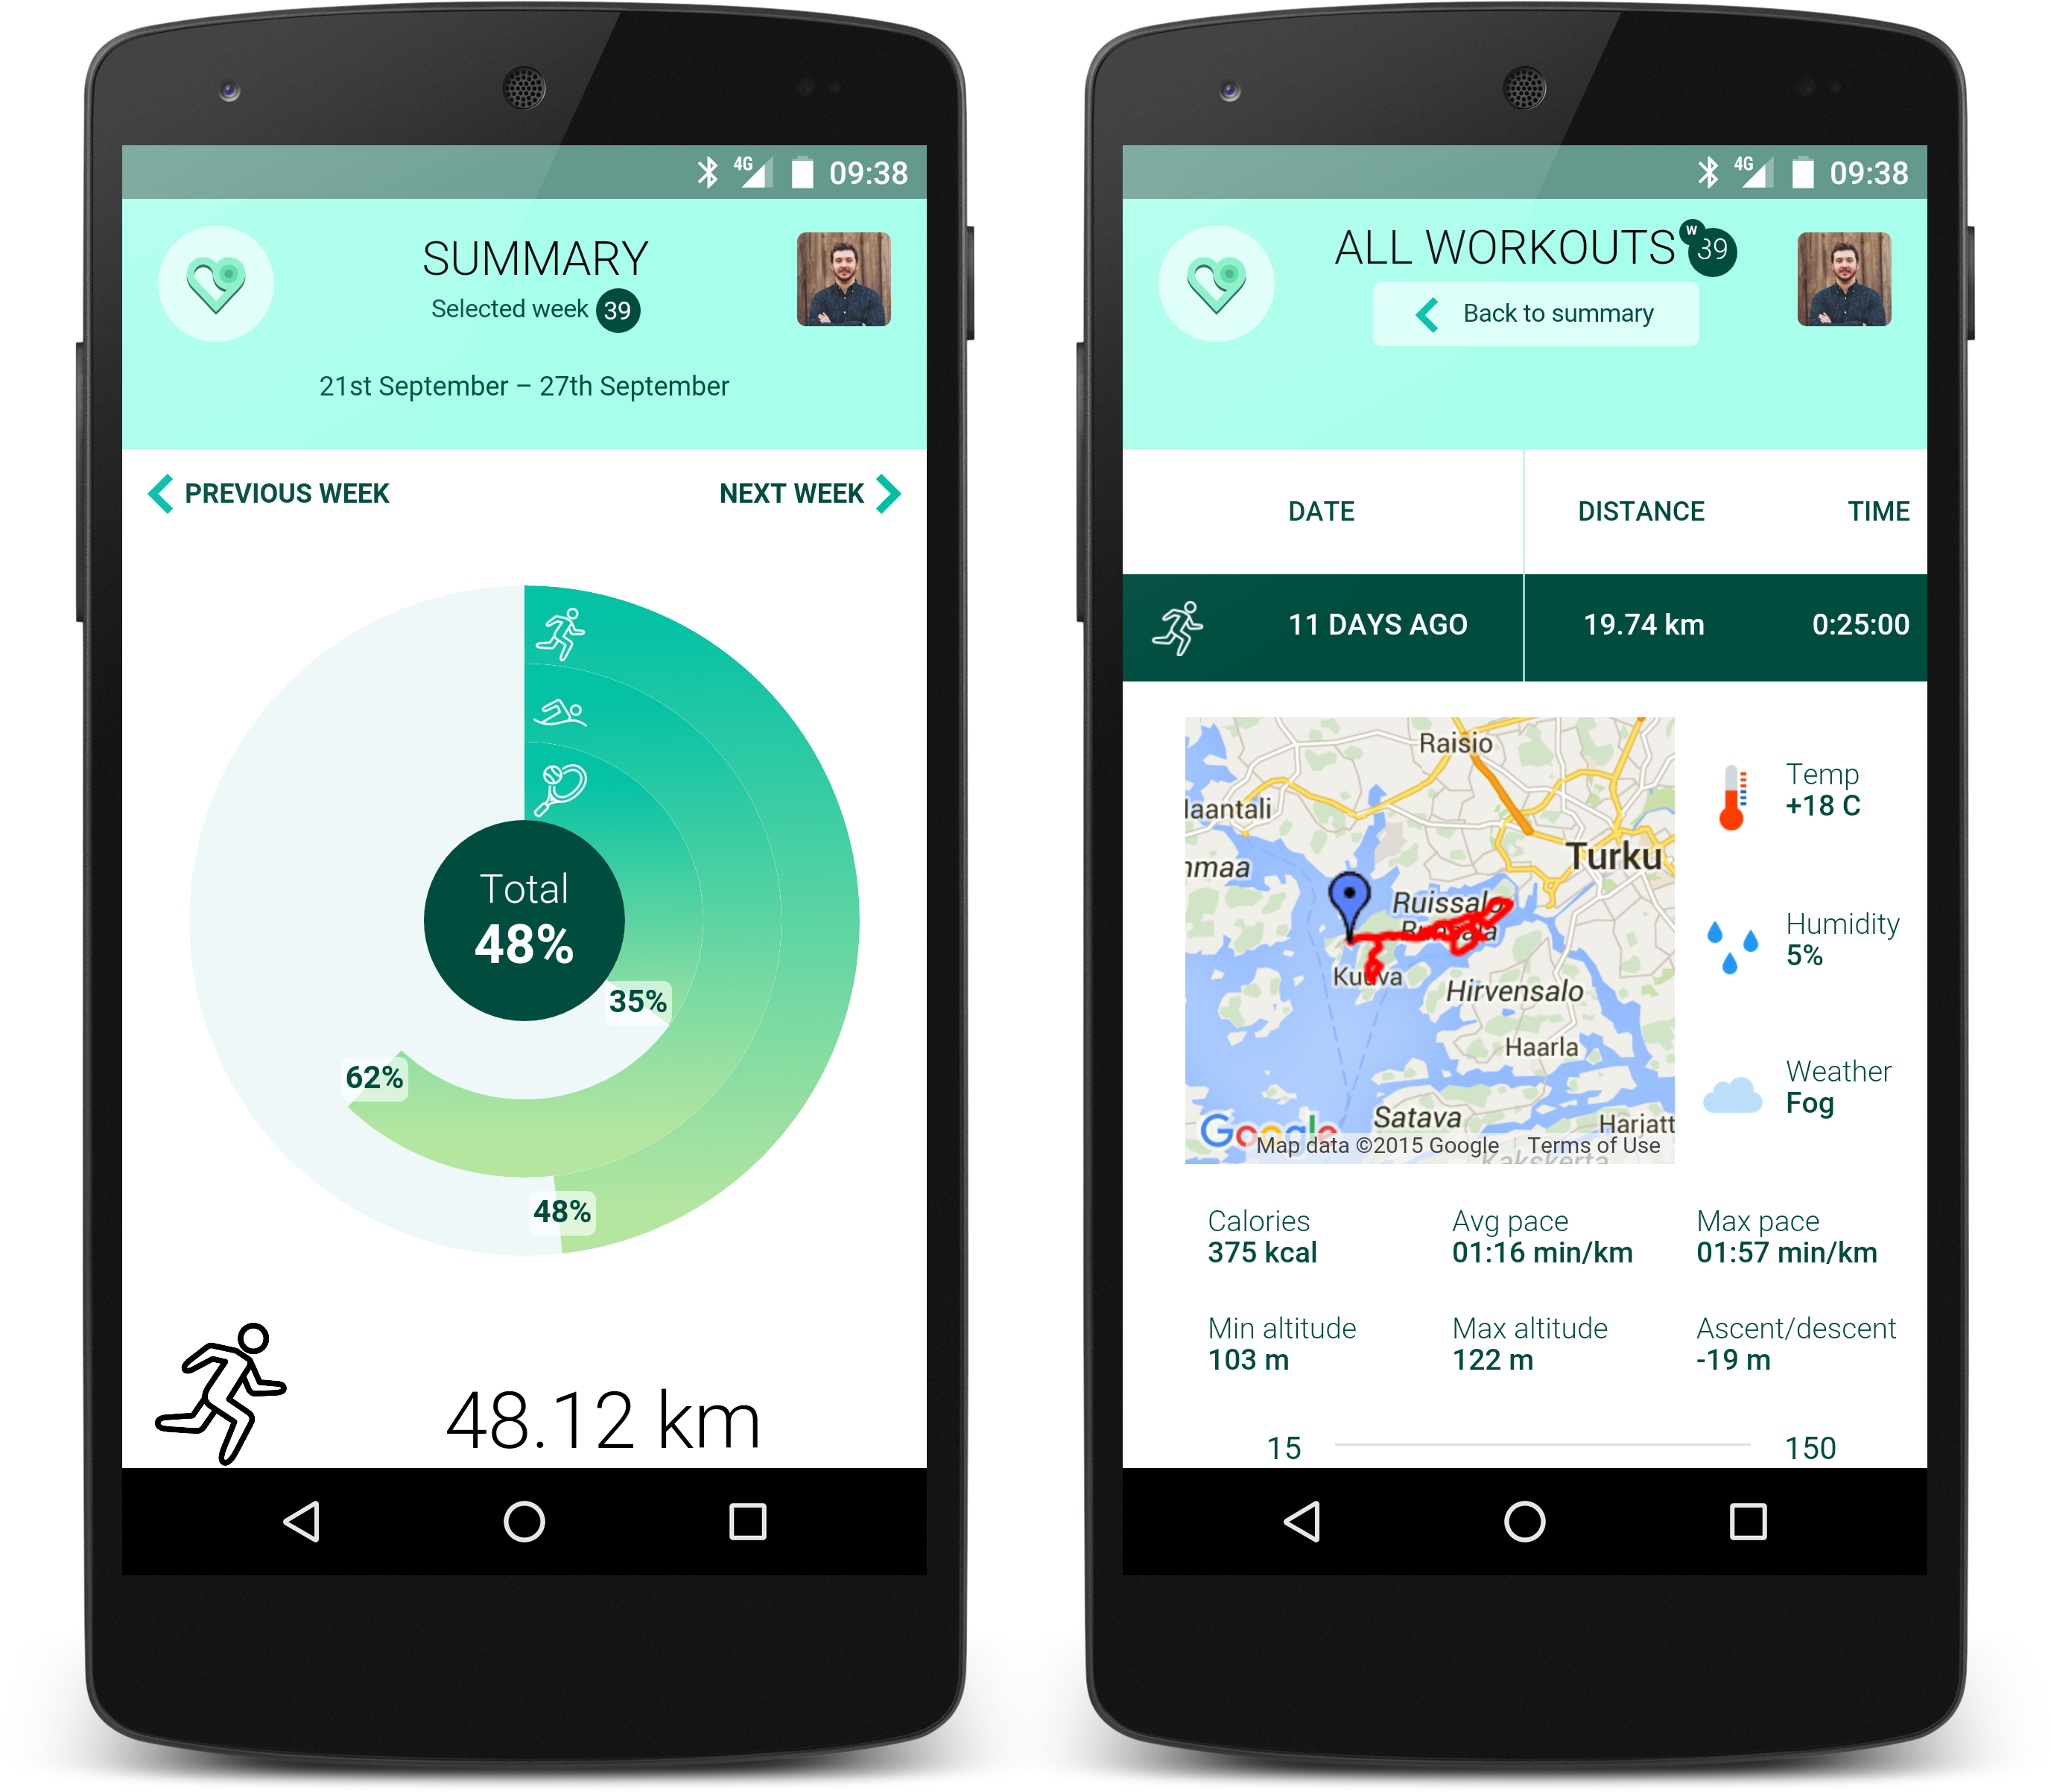 4G 09:38
SUMMARY
Selected week 39
21st September – 27th September
PREVIOUS WEEK
NEXT WEEK
Total
48%
35%
62%
48%
48.12 km
4G 09:38
ALL WORKOUTS W 39
Back to summary
DATE
DISTANCE
TIME
11 DAYS AGO
19.74 km
0:25:00
Raisio
laantali
nmaa
Turku
Ruissalo
Runsala
Kuuva
Hirvensalo
Haarla
Satava
Harjatt
Kakskerta
Google
Map data ©2015 Google
Terms of Use
Temp
+18 C
Humidity
5%
Weather
Fog
Calories
375 kcal
Avg pace
01:16 min/km
Max pace
01:57 min/km
Min altitude
103 m
Max altitude
122 m
Ascent/descent
-19 m
15
150